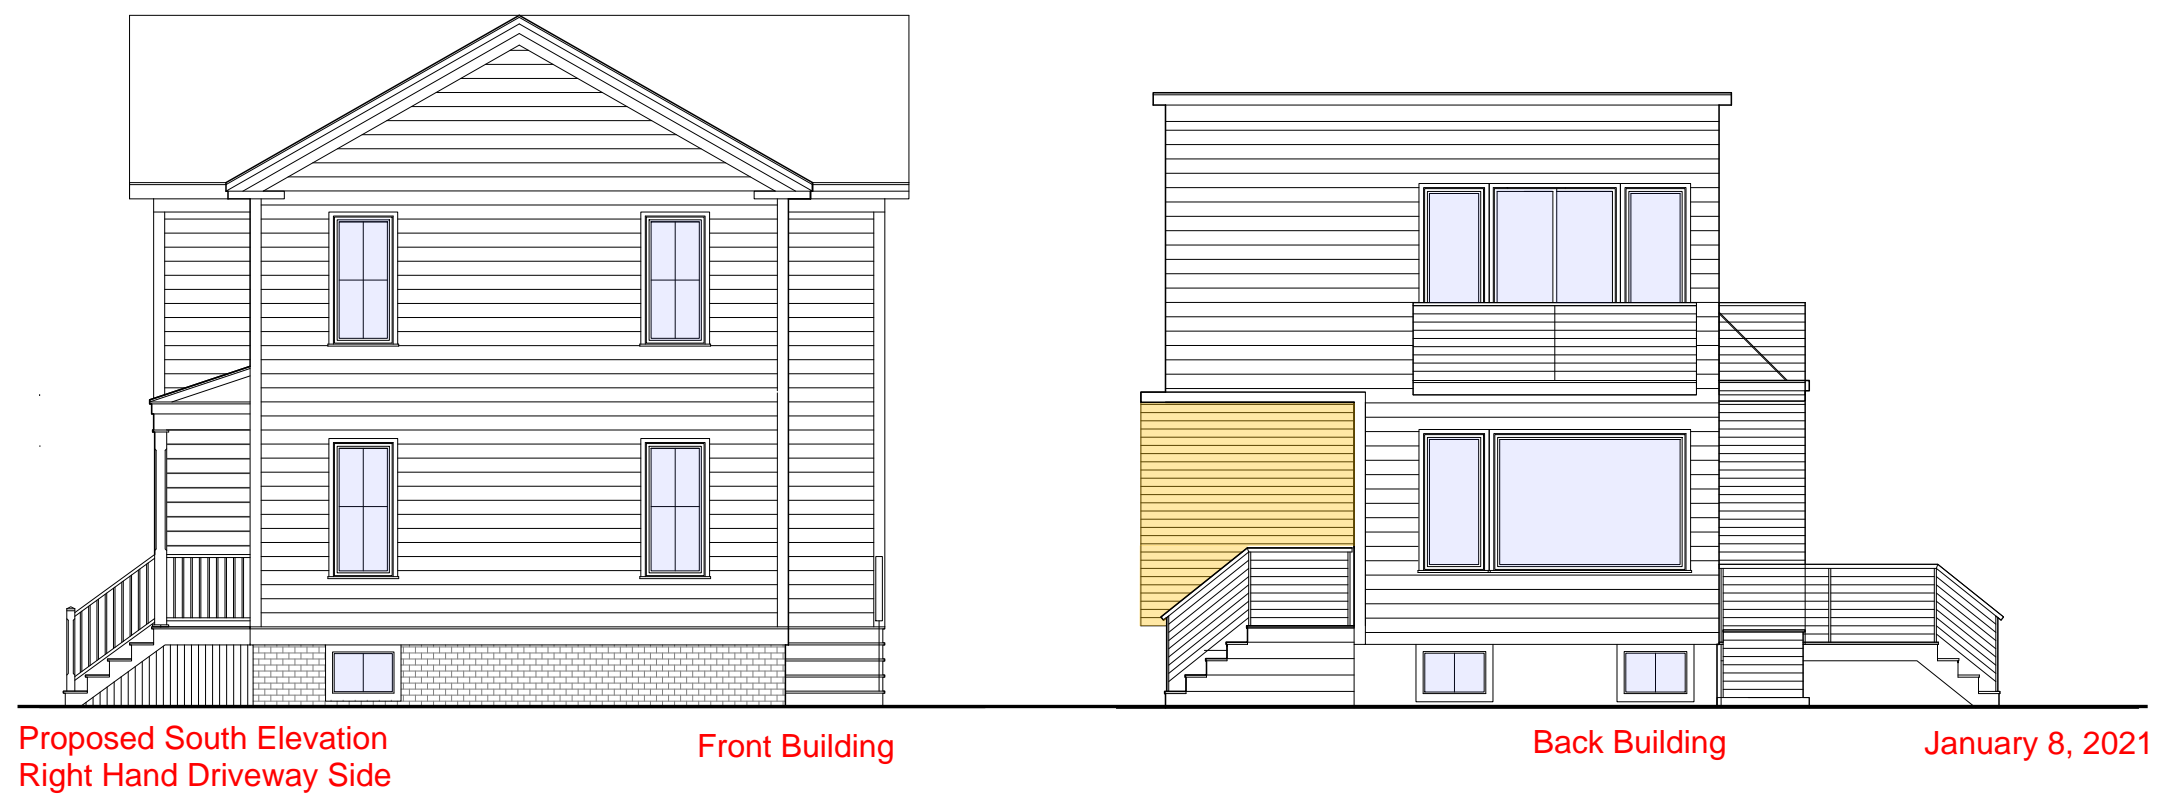 Proposed South Elevation
Right Hand Driveway Side
Front Building
Back Building
January 8, 2021